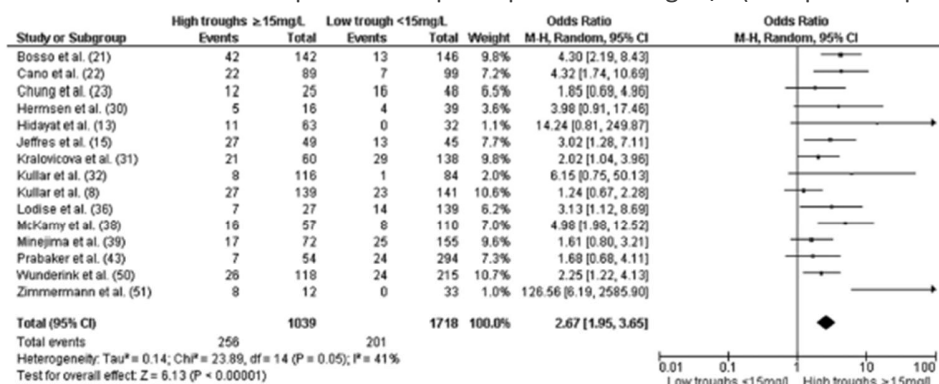 High troughs ≥15mg/L Low trough <15mg/L Odds Ratio Odds Ratio
Study or Subgroup Events Total Events Total Weight M-H, Random, 95% CI M-H, Random, 95% CI
Bosso et al. (21) 42 142 13 146 9.8% 4.30 [2.19, 8.43]
Cano et al. (22) 22 89 7 99 7.2% 4.32 [1.74, 10.69]
Chung et al. (23) 12 25 16 48 6.5% 1.85 [0.69, 4.96]
Hermsen et al. (30) 5 16 4 39 3.6% 3.98 [0.91, 17.46]
Hidayat et al. (13) 11 63 0 32 1.1% 14.24 [0.81, 249.87]
Jeffres et al. (15) 27 49 13 45 7.7% 3.02 [1.28, 7.11]
Kralovicova et al. (31) 21 60 29 138 9.8% 2.02 [1.04, 3.96]
Kullar et al. (32) 8 116 1 84 2.0% 6.15 [0.75, 50.13]
Kullar et al. (8) 27 139 23 141 10.6% 1.24 [0.67, 2.28]
Lodise et al. (36) 7 27 14 139 6.2% 3.13 [1.12, 8.69]
McKamy et al. (38) 16 57 8 110 7.0% 4.98 [1.98, 12.52]
Minejima et al. (39) 17 72 25 155 9.6% 1.61 [0.80, 3.21]
Prabaker et al. (43) 7 54 24 294 7.3% 1.68 [0.68, 4.11]
Wunderink et al. (50) 26 118 24 215 10.7% 2.25 [1.22, 4.13]
Zimmermann et al. (51) 8 12 0 33 1.0% 126.56 [6.19, 2585.90]
Total (95% CI) 1039 1718 100.0% 2.67 [1.95, 3.65]
Total events 256 201
Heterogeneity: Tau² = 0.14; Chi² = 23.89, df = 14 (P = 0.05); I² = 41%
Test for overall effect: Z = 6.13 (P < 0.00001)
0.01 0.1 1 10 100
Low troughs <15mg/L High troughs ≥15mg/L